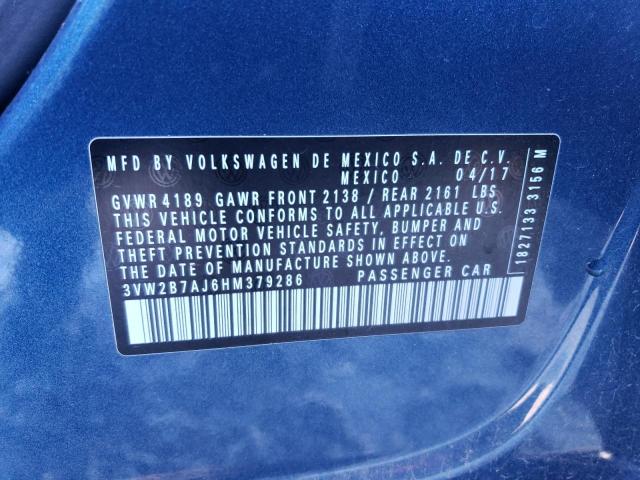 MFD BY VOLKSWAGEN DE MEXICO S.A. DE C.V.
MEXICO 04/17
GVWR 4189 GAWR FRONT 2138 / REAR 2161 LBS
THIS VEHICLE CONFORMS TO ALL APPLICABLE U.S.
FEDERAL MOTOR VEHICLE SAFETY, BUMPER AND
THEFT PREVENTION STANDARDS IN EFFECT ON
THE DATE OF MANUFACTURE SHOWN ABOVE.
3VW2B7AJ6HM379286 PASSENGER CAR
1827133 3156 M